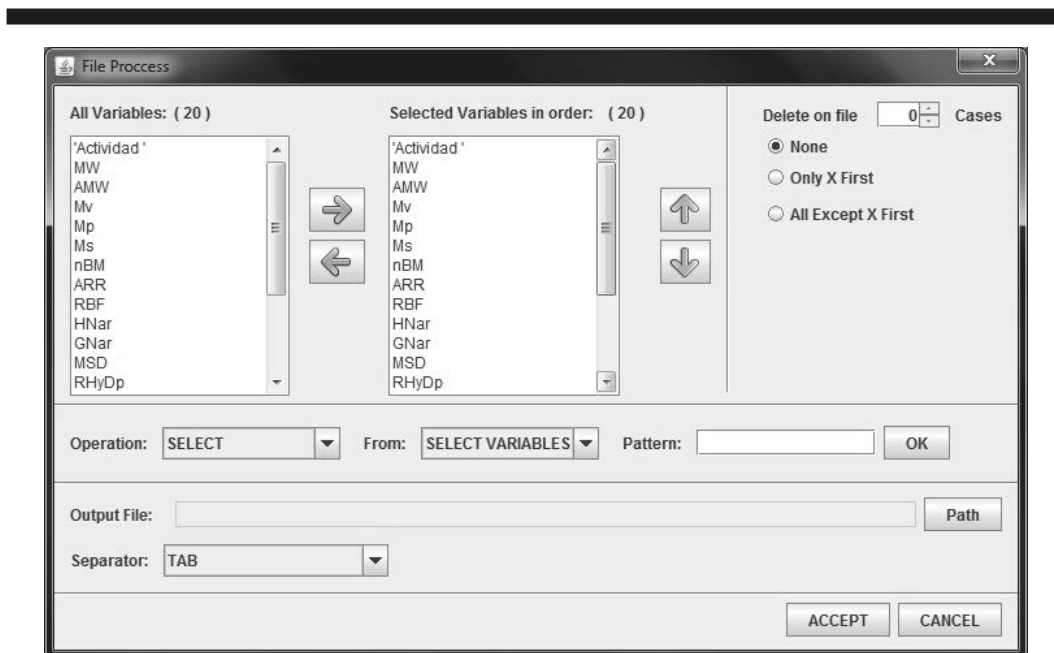 File Proccess
x
All Variables: ( 20 )
'Actividad '
MW
AMW
Mv
Mp
Ms
nBM
ARR
RBF
HNar
GNar
MSD
RHyDp
Selected Variables in order: ( 20 )
'Actividad '
MW
AMW
Mv
Mp
Ms
nBM
ARR
RBF
HNar
GNar
MSD
RHyDp
Delete on file 0 Cases
None
Only X First
All Except X First
Operation: SELECT From: SELECT VARIABLES Pattern: OK
Output File: Path
Separator: TAB
ACCEPT CANCEL